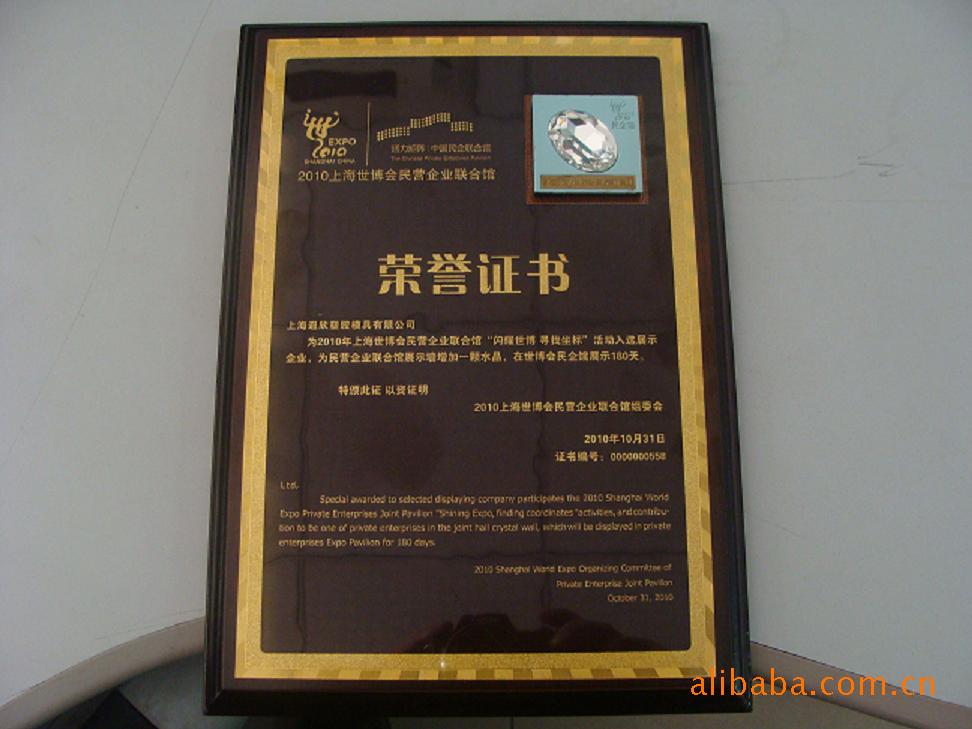 EXPO
2010
SHANGHAI CHINA
中国民企联合馆
The Chinese Private Enterprises Pavilion
2010上海世博会民营企业联合馆
民企馆
荣誉证书
上海遐欣塑胶模具有限公司
为2010年上海世博会民营企业联合馆“闪耀世博 寻找坐标”活动入选展示
企业，为民营企业联合馆展示墙增加一颗水晶，在世博会民企馆展示180天。
特颁此证 以资证明
2010上海世博会民营企业联合馆组委会
2010年10月31日
证书编号：0000000558
Ltd.
Special awarded to selected displaying company participates the 2010 Shanghai World
Expo Private Enterprises Joint Pavilion "Shining Expo, finding coordinates "activities, and contribu-
tion to be one of private enterprises in the joint hall crystal wall, which will be displayed in private
enterprises Expo Pavilion for 180 days.
2010 Shanghai World Expo Organizing Committee of
Private Enterprise Joint Pavilion
October 31, 2010
alibaba.com.cn